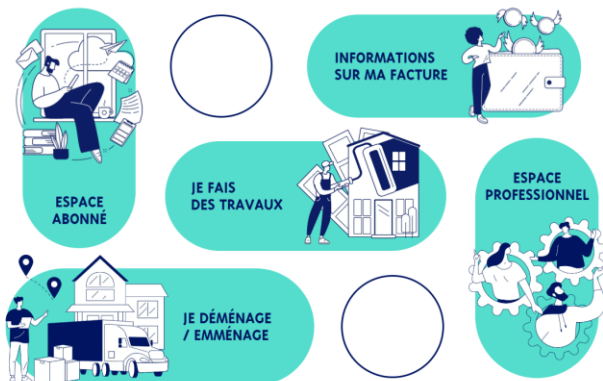 INFORMATIONS
SUR MA FACTURE
ESPACE
ABONNÉ
JE FAIS
DES TRAVAUX
ESPACE
PROFESSIONNEL
JE DÉMÉNAGE
/ EMMÉNAGE